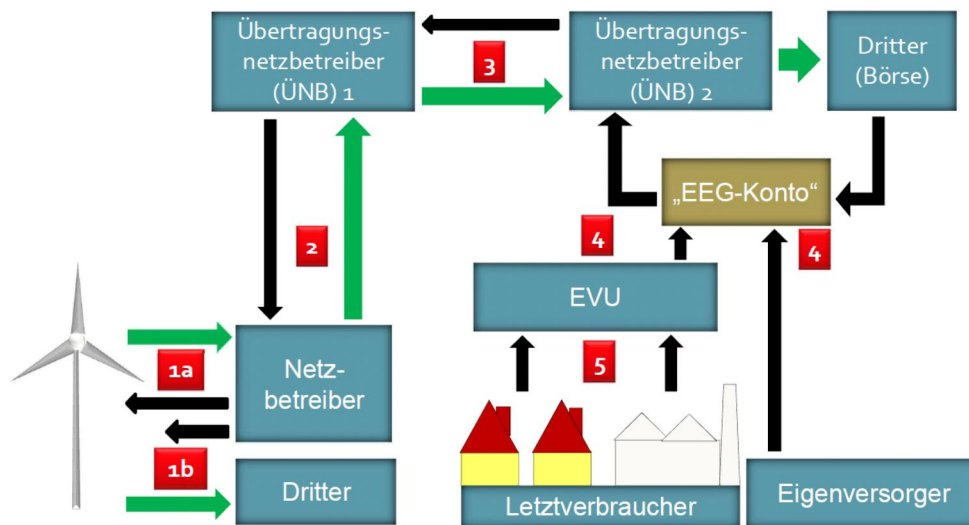 Übertragungs-
netzbetreiber
(ÜNB) 1
3
Übertragungs-
netzbetreiber
(ÜNB) 2
Dritter
(Börse)
„EEG-Konto“
2
4
4
EVU
1a
Netz-
betreiber
5
1b
Dritter
Letztverbraucher
Eigenversorger